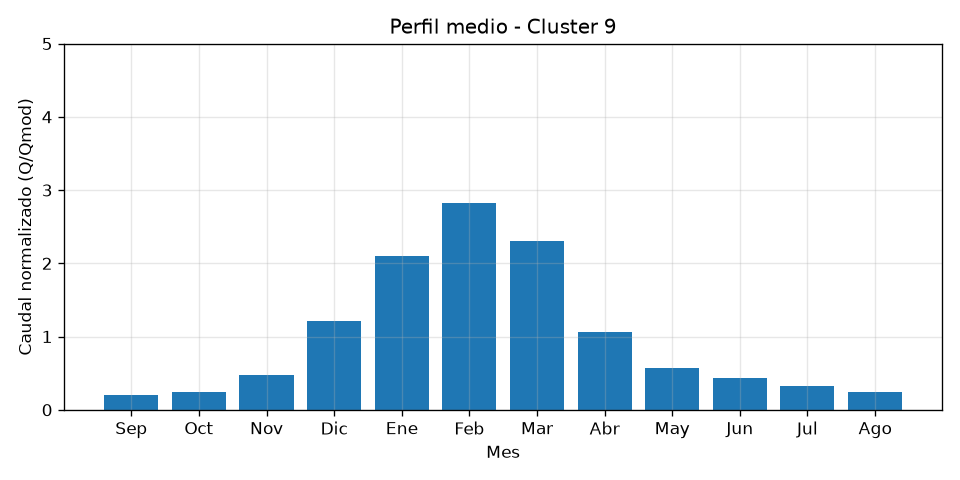 Perfil medio - Cluster 9
Caudal normalizado (Q/Qmod)
5
4
3
2
1
0
Sep Oct Nov Dic Ene Feb Mar Abr May Jun Jul Ago
Mes